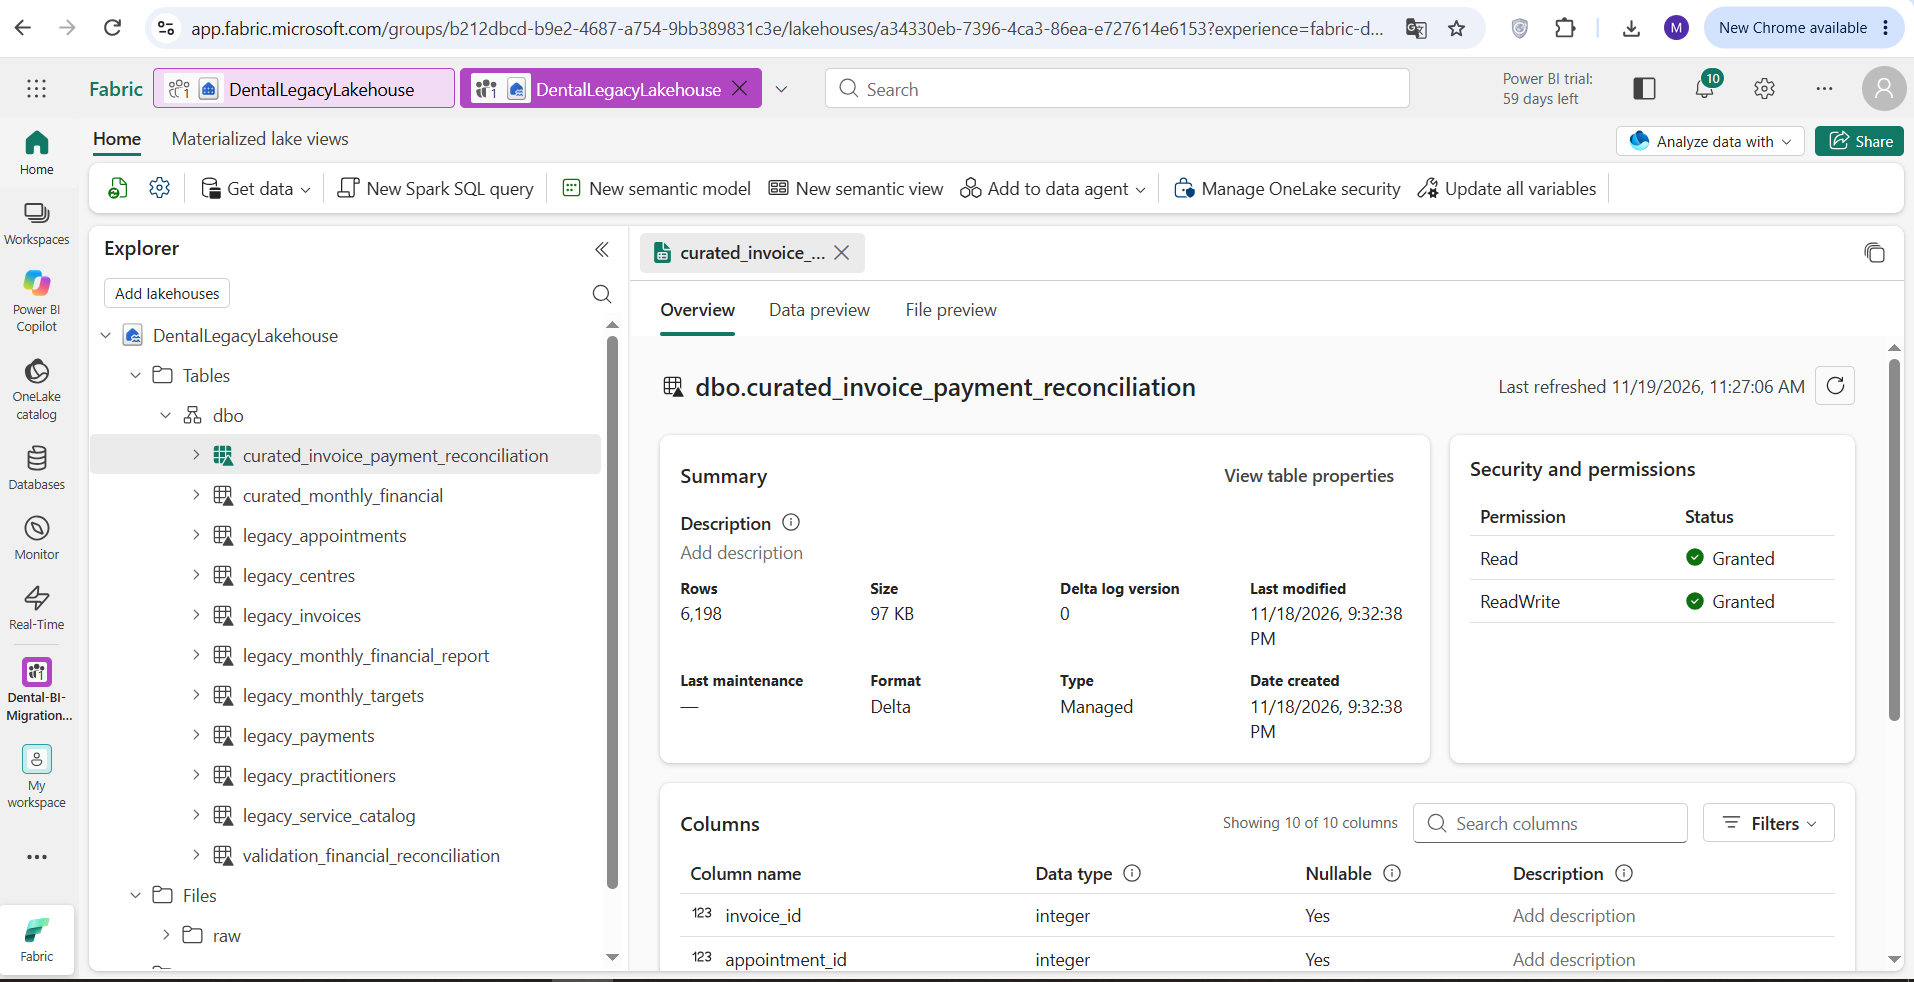 app.fabric.microsoft.com/groups/b212dbcd-b9e2-4687-a754-9bb389831c3e/lakehouses/a34330eb-7396-4ca3-86ea-e727614e6153?experience=fabric-d...
M
New Chrome available
Fabric
1
DentalLegacyLakehouse
1
DentalLegacyLakehouse
Search
Power BI trial:
59 days left
10
Home
Materialized lake views
Analyze data with
Share
Get data
New Spark SQL query
New semantic model
New semantic view
Add to data agent
Manage OneLake security
Update all variables
Home
Workspaces
Power BI
Copilot
OneLake
catalog
Databases
Monitor
Real-Time
1
Dental-BI-
Migration...
My
workspace
Fabric
Explorer
Add lakehouses
DentalLegacyLakehouse
Tables
dbo
curated_invoice_payment_reconciliation
curated_monthly_financial
legacy_appointments
legacy_centres
legacy_invoices
legacy_monthly_financial_report
legacy_monthly_targets
legacy_payments
legacy_practitioners
legacy_service_catalog
validation_financial_reconciliation
Files
raw
curated_invoice_...
Overview
Data preview
File preview
dbo.curated_invoice_payment_reconciliation
Last refreshed 11/19/2026, 11:27:06 AM
Summary
View table properties
Description
Add description
Rows Size Delta log version Last modified
6,198 97 KB 0 11/18/2026, 9:32:38
PM
Last maintenance Format Type Date created
— Delta Managed 11/18/2026, 9:32:38
PM
Security and permissions
Permission Status
Read Granted
ReadWrite Granted
Columns
Showing 10 of 10 columns
Search columns
Filters
Column name Data type Nullable Description
123 invoice_id integer Yes Add description
123 appointment_id integer Yes Add description